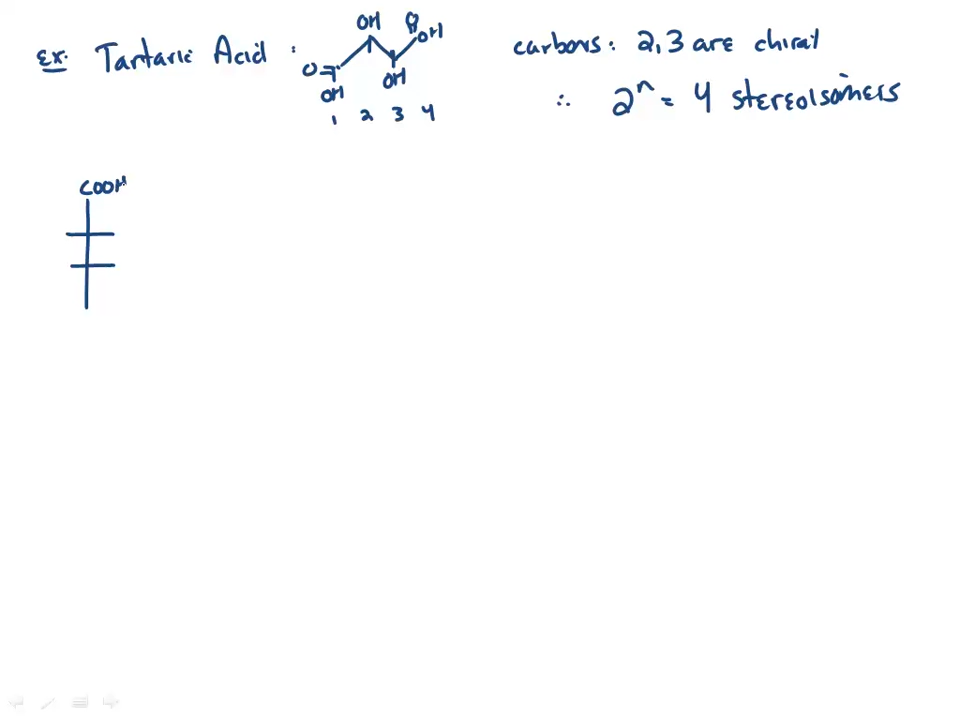 Ex. Tartaric Acid :
OH O OH
O= OH OH
1 2 3 4
carbons: 2,3 are chiral
∴ 2ⁿ = 4 stereoisomers
COOH